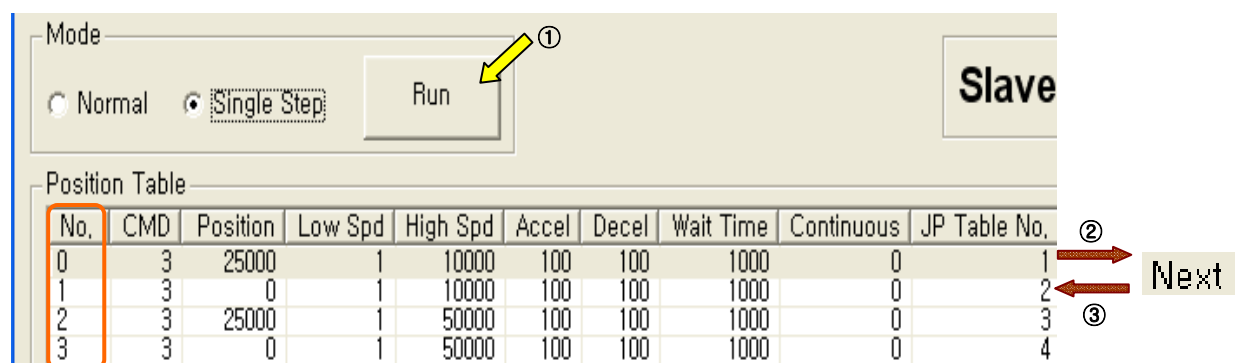 Mode
①
Normal Single Step Run
Slave
Position Table
No. CMD Position Low Spd High Spd Accel Decel Wait Time Continuous JP Table No.
②
0 3 25000 1 10000 100 100 1000 0 1
Next
1 3 0 1 10000 100 100 1000 0 2
③
2 3 25000 1 50000 100 100 1000 0 3
3 3 0 1 50000 100 100 1000 0 4